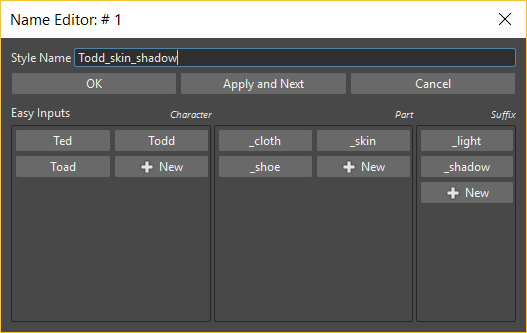 Name Editor: # 1
Style Name Todd_skin_shadow
OK Apply and Next Cancel
Easy Inputs Character Part Suffix
Ted Todd _cloth _skin _light
Toad New _shoe New _shadow
New